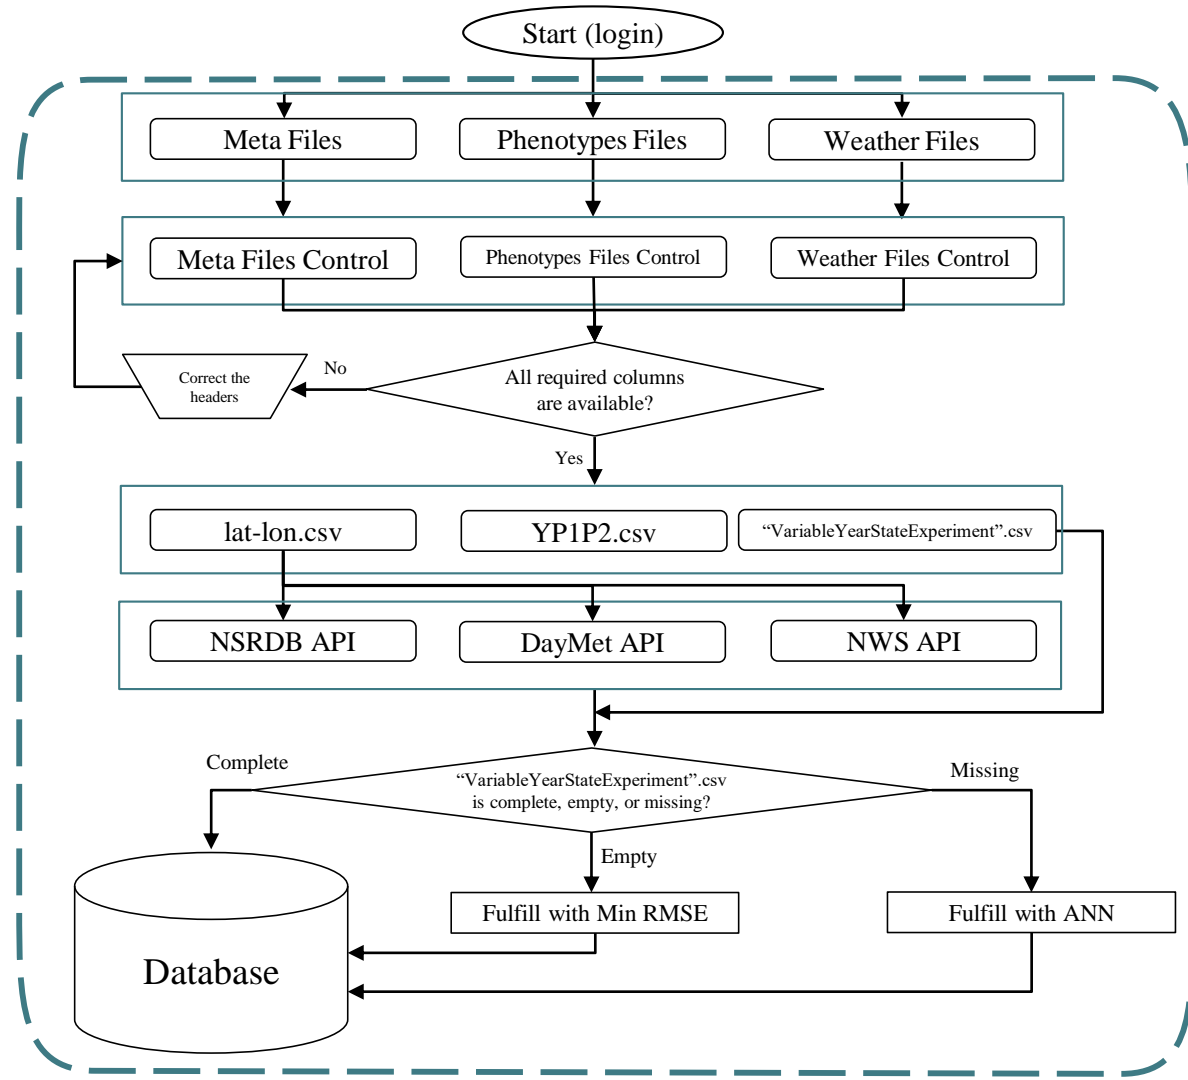 Start (login)
Meta Files
Phenotypes Files
Weather Files
Meta Files Control
Phenotypes Files Control
Weather Files Control
Correct the
headers
No
All required columns
are available?
Yes
lat-lon.csv
YP1P2.csv
“VariableYearStateExperiment”.csv
NSRDB API
DayMet API
NWS API
Complete
“VariableYearStateExperiment”.csv
is complete, empty, or missing?
Missing
Empty
Fulfill with Min RMSE
Fulfill with ANN
Database